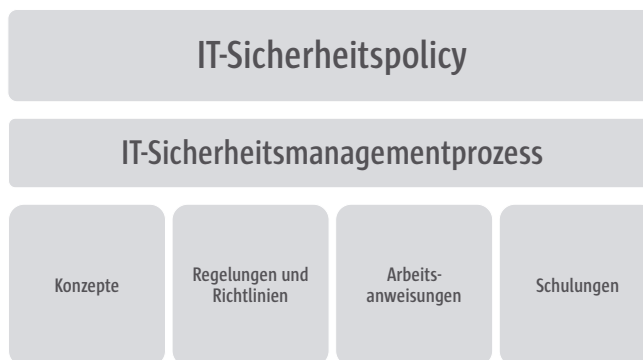 IT-Sicherheitspolicy
IT-Sicherheitsmanagementprozess
Konzepte
Regelungen und
Richtlinien
Arbeits-
anweisungen
Schulungen